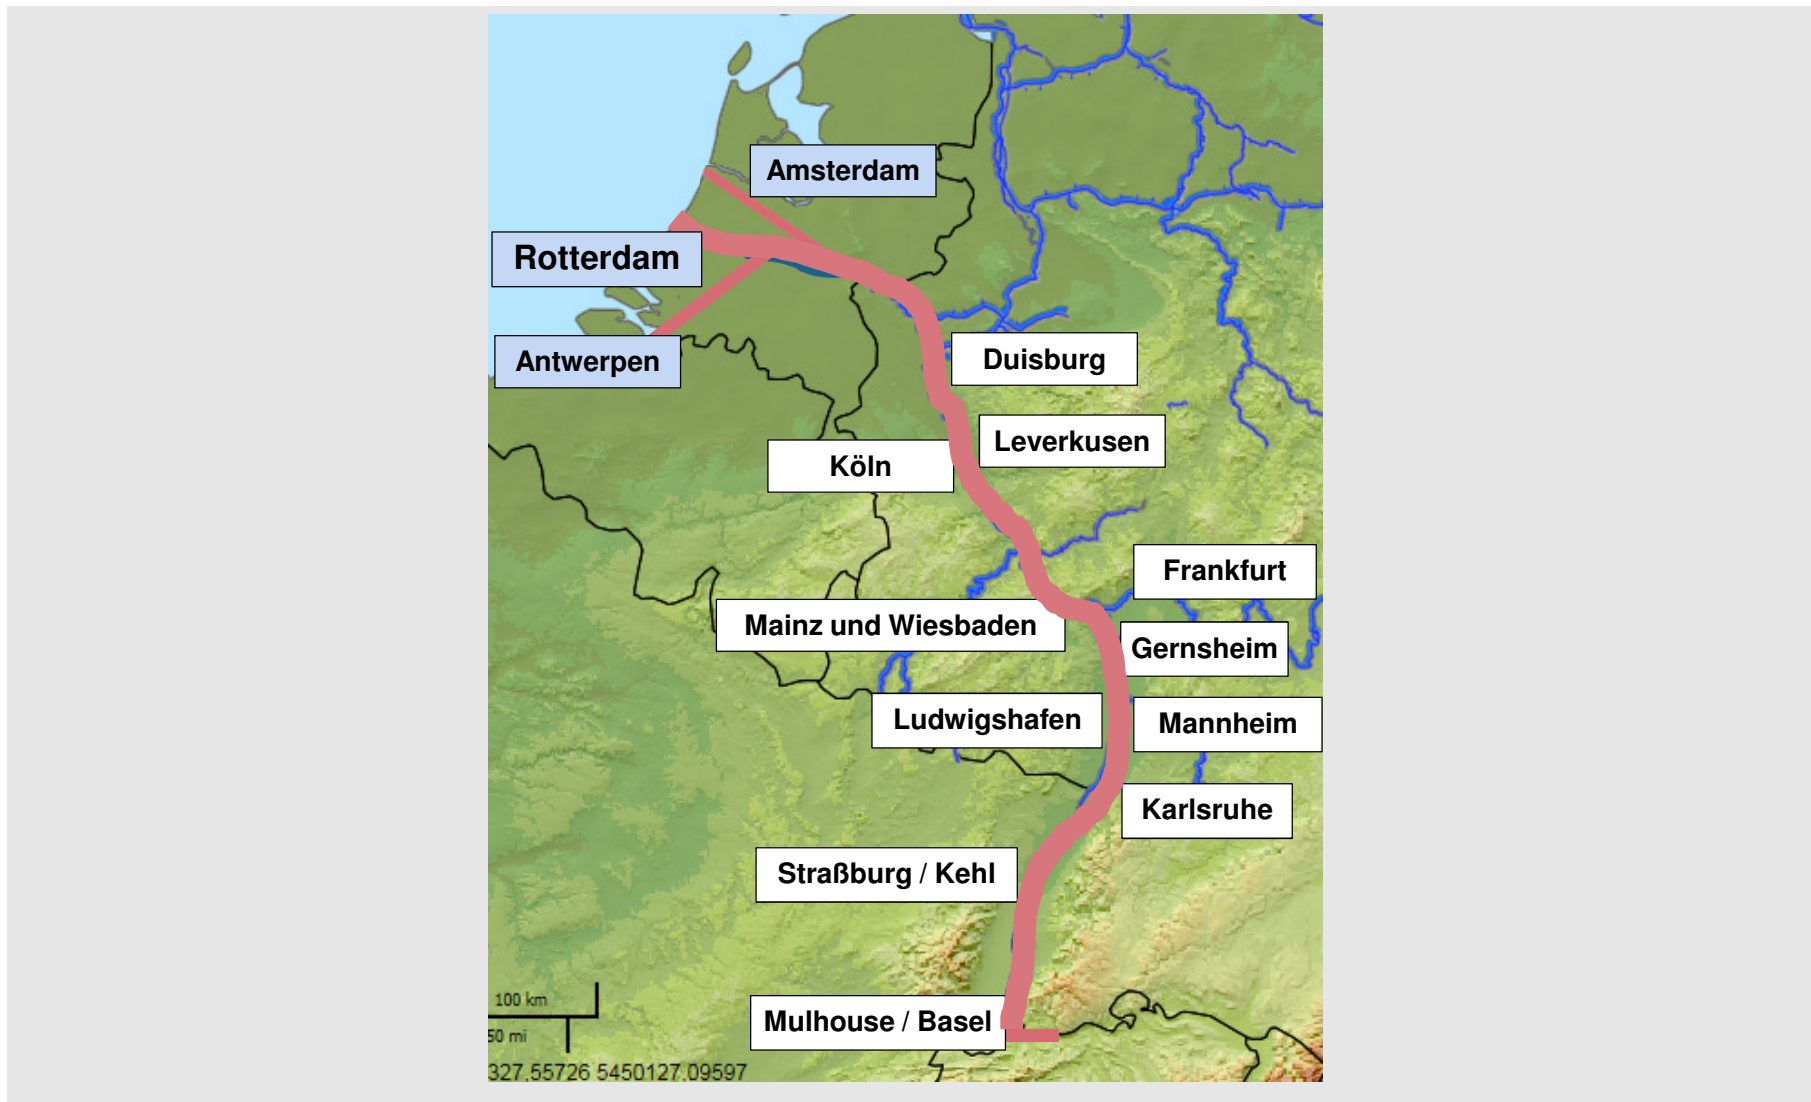 Amsterdam
Rotterdam
Antwerpen
Duisburg
Leverkusen
Köln
Frankfurt
Mainz und Wiesbaden
Gernsheim
Ludwigshafen
Mannheim
Karlsruhe
Straßburg / Kehl
100 km
Mulhouse / Basel
50 mi
327,55726 5450127,09597